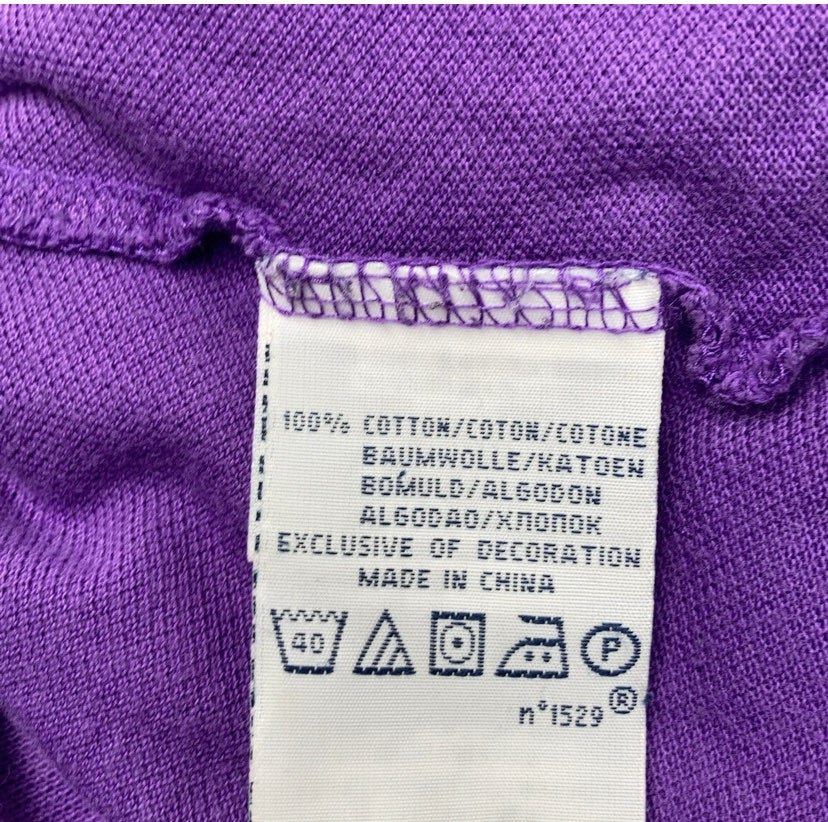 100% COTTON/COTON/COTONE
BAUMWOLLE/KATOEN
BOMULD/ALGODON
ALGODAO/ХЛОПОК
EXCLUSIVE OF DECORATION
MADE IN CHINA
40 P
n°1529®